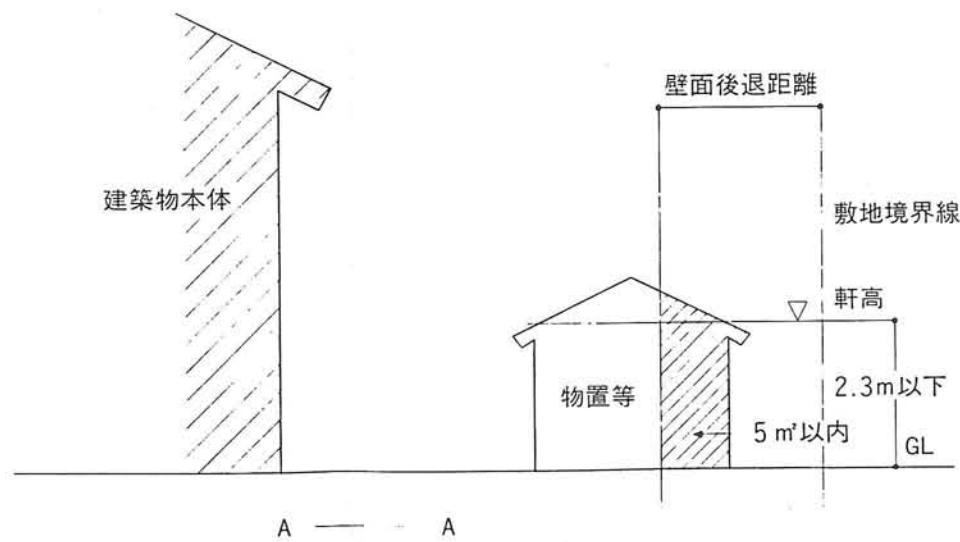 壁面後退距離
建築物本体
敷地境界線
軒高
物置等
2.3m以下
5㎡以内
GL
A — A